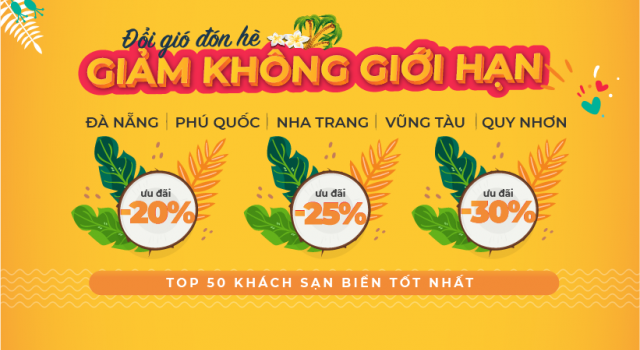 Đổi gió đón hè
GIẢM KHÔNG GIỚI HẠN
ĐÀ NẴNG | PHÚ QUỐC | NHA TRANG | VŨNG TÀU | QUY NHƠN
ưu đãi ưu đãi ưu đãi
-20% -25% -30%
TOP 50 KHÁCH SẠN BIỂN TỐT NHẤT